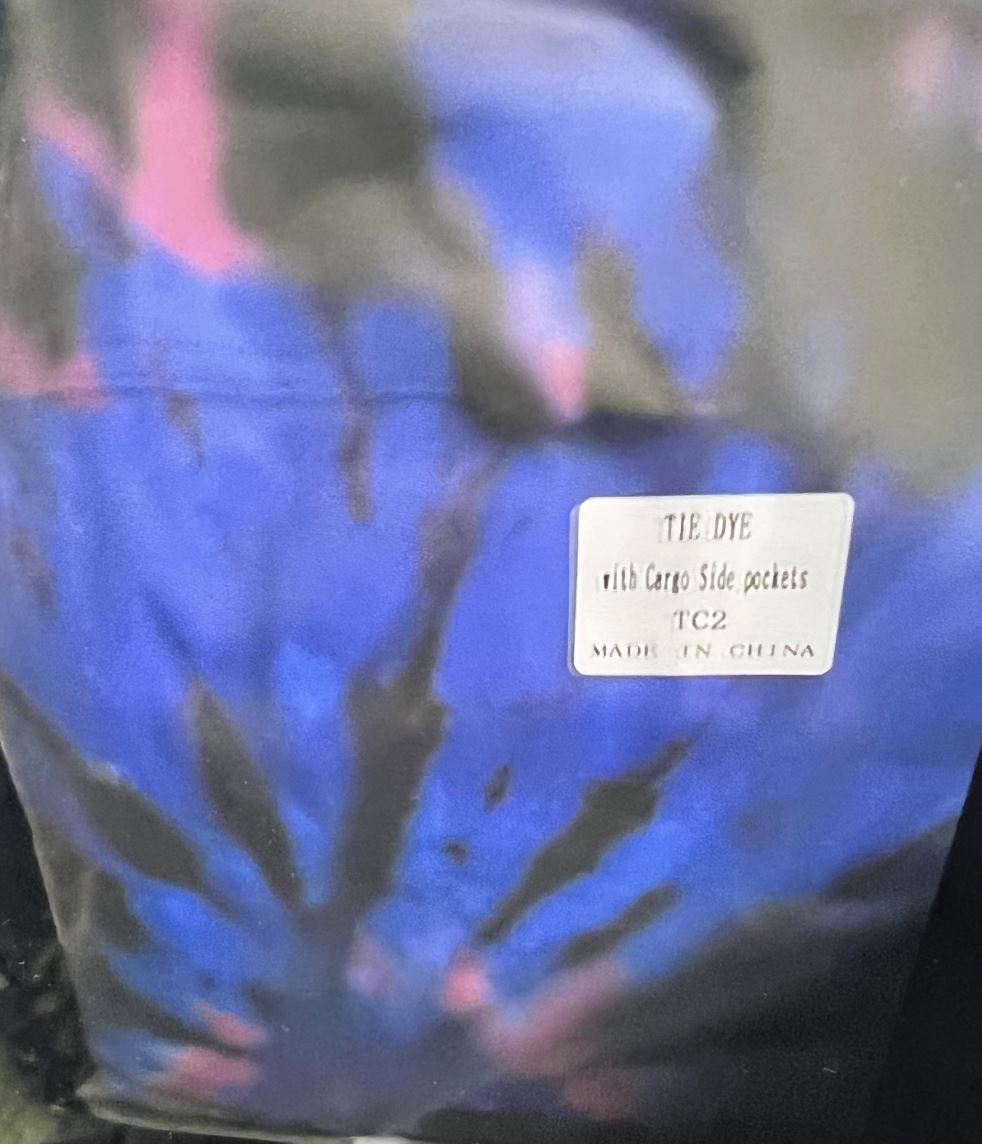 TIE DYE
with Cargo Side pockets
TC2
MADE IN CHINA